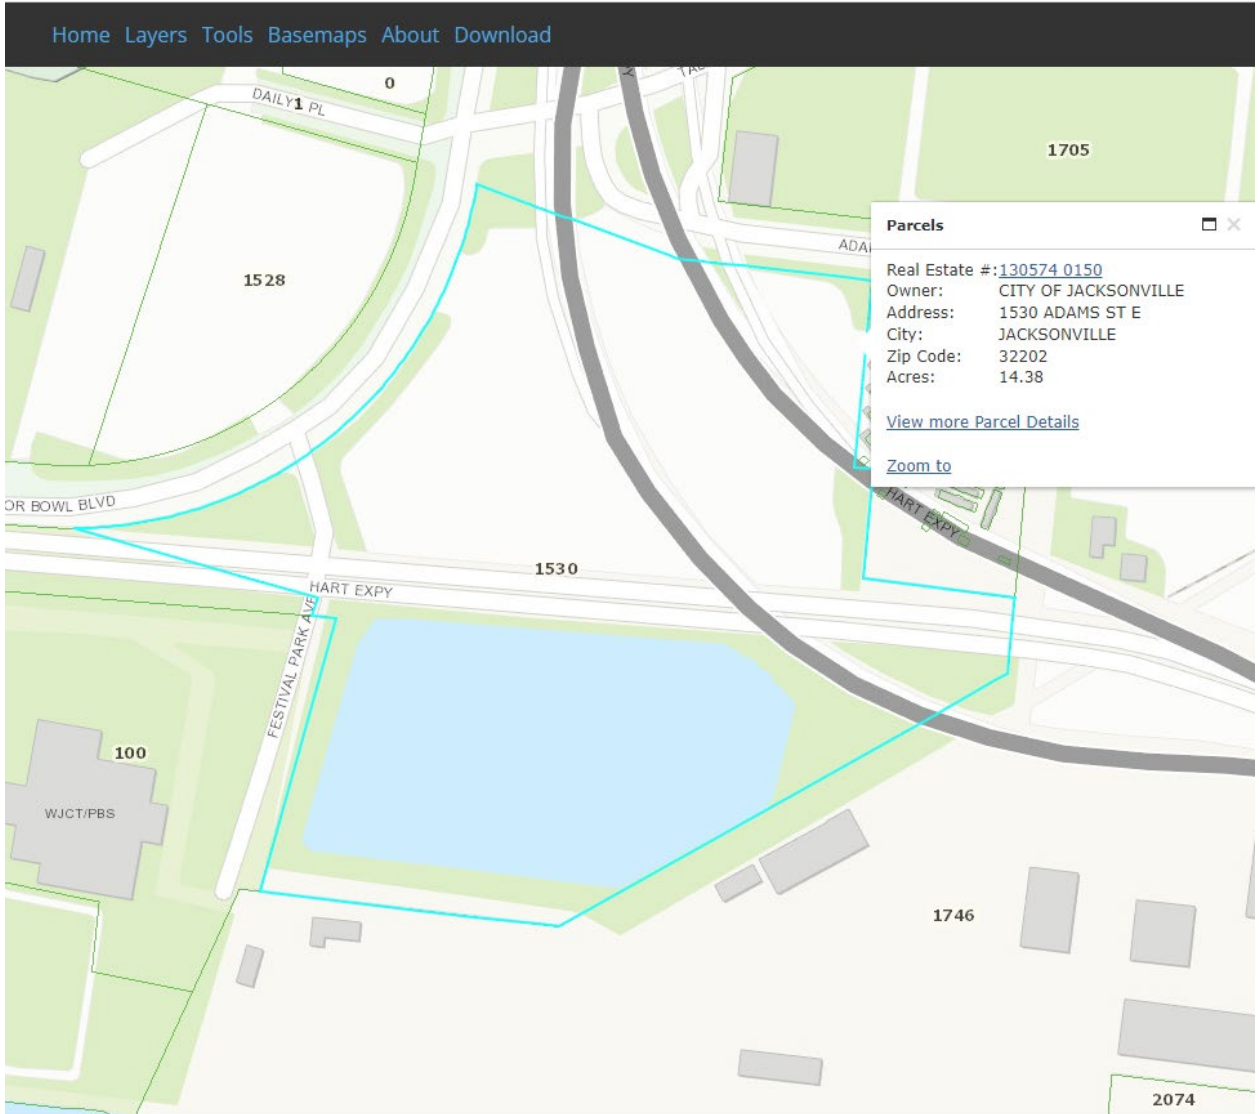 Home Layers Tools Basemaps About Download
0
DAILY PL
1
1705
1528
Parcels
Real Estate #:130574 0150
Owner: CITY OF JACKSONVILLE
Address: 1530 ADAMS ST E
City: JACKSONVILLE
Zip Code: 32202
Acres: 14.38
View more Parcel Details
Zoom to
OR BOWL BLVD
HART EXPY
1530
HART EXPY
FESTIVAL PARK AVE
100
WJCT/PBS
1746
2074